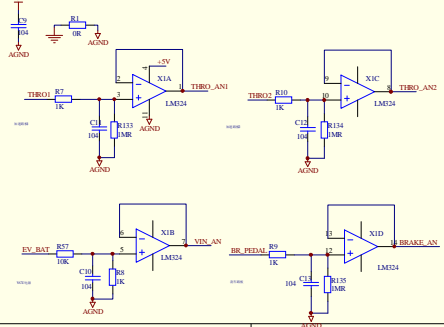 C9
104
AGND
R1
0R
AGND
+5V
X1A
LM324
2
3
1
4
11
THRO1
R7
1K
C11
104
R133
1MR
AGND
AGND
THRO_AN1
THRO2
R10
1K
9
10
8
X1C
LM324
C12
104
R134
1MR
AGND
THRO_AN2
EV_BAT
R57
10K
6
5
7
X1B
LM324
C10
104
R8
1K
AGND
VIN_AN
BR_PEDAL
R9
1K
13
12
14
X1D
LM324
C13
104
R135
1MR
AGND
BRAKE_AN